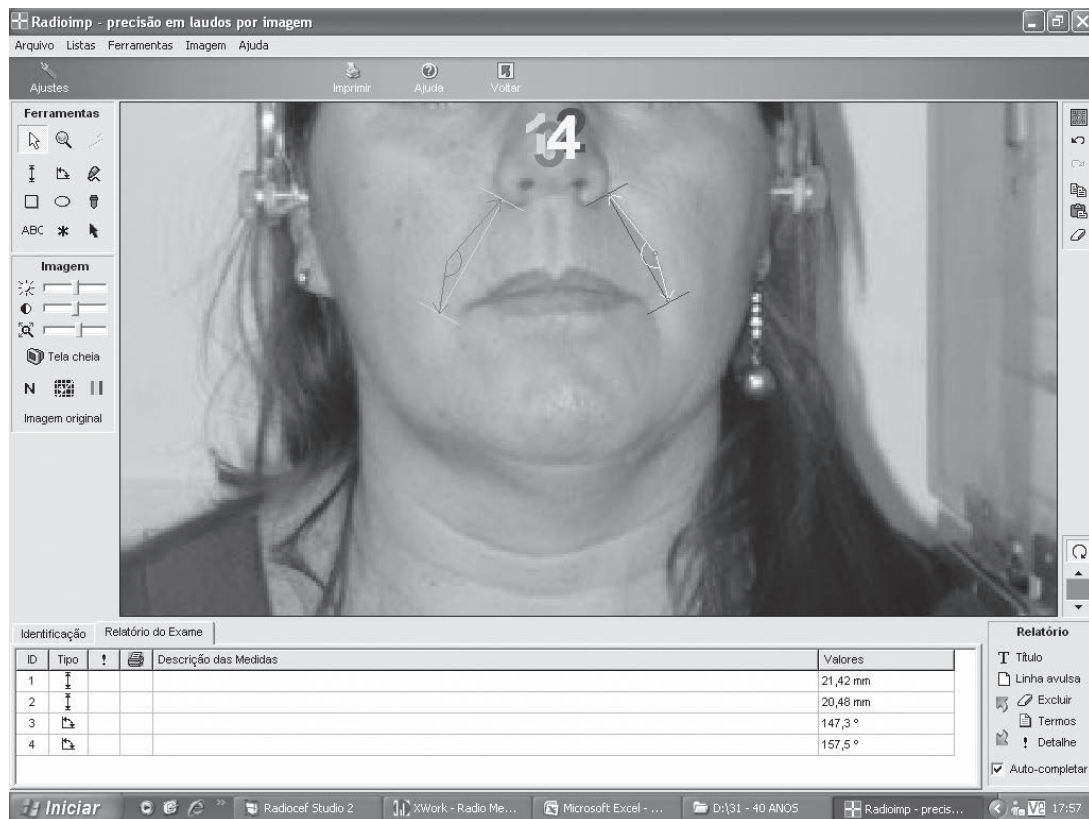 Radioimp - precisão em laudos por imagem
Arquivo Listas Ferramentas Imagem Ajuda
Ajustes Imprimir Ajuda Voltar
Ferramentas
ABC
Imagem
Tela cheia
N
Imagem original
4
Identificação Relatório do Exame
ID Tipo ! Descrição das Medidas Valores
1 21,42 mm
2 20,48 mm
3 147,3 º
4 157,5 º
Relatório
T Título
Linha avulsa
Excluir
Termos
! Detalhe
Auto-completar
Iniciar » Radiocef Studio 2 XWork - Radio Me... Microsoft Excel - ... D:\31 - 40 ANOS Radioimp - precis... 17:57